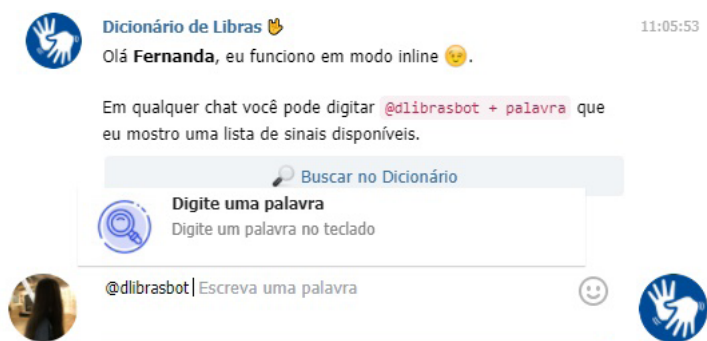 Dicionário de Libras 🤟 11:05:53
Olá Fernanda, eu funciono em modo inline 😉.
Em qualquer chat você pode digitar @dlibrasbot + palavra que
eu mostro uma lista de sinais disponíveis.
🔎 Buscar no Dicionário
Digite uma palavra
Digite um palavra no teclado
@dlibrasbot Escreva uma palavra